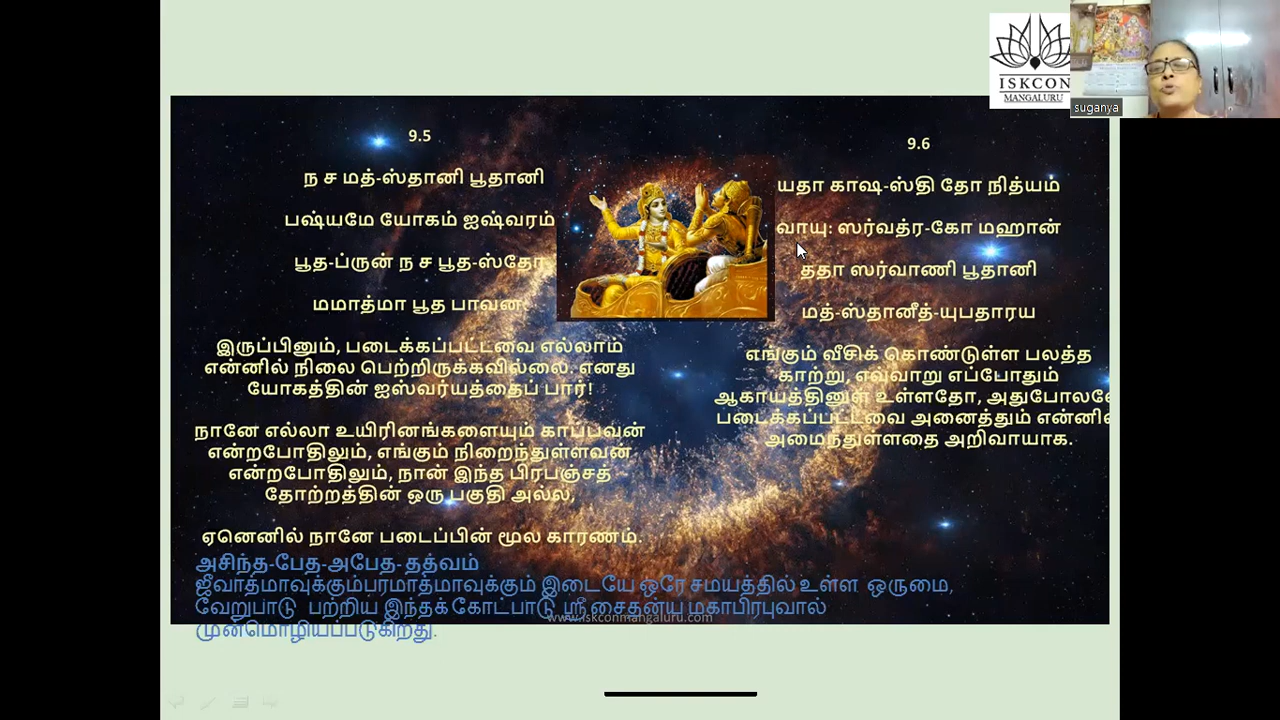 ISKCON
MANGALURU
suganya
9.5
ந ச மத்-ஸ்தானி பூதானி
பஷ்யமே யோகம் ஐஷ்வரம்
பூத-ப்ருன் ந ச பூத-ஸ்தோ
மமாத்மா பூத பாவன
இருப்பினும், படைக்கப்பட்டவை எல்லாம்
என்னில் நிலை பெற்றிருக்கவில்லை. எனது
யோகத்தின் ஐஸ்வர்யத்தைப் பார்!
நானே எல்லா உயிரினங்களையும் காப்பவன்
என்றபோதிலும், எங்கும் நிறைந்துள்ளவன்
என்றபோதிலும், நான் இந்த பிரபஞ்சத்
தோற்றத்தின் ஒரு பகுதி அல்ல,
ஏனெனில் நானே படைப்பின் மூல காரணம்.
9.6
யதா காஷ-ஸ்தி தோ நித்யம்
வாயு: ஸர்வத்ர-கோ மஹான்
ததா ஸர்வாணி பூதானி
மத்-ஸ்தானீத்-யுபதாரய
எங்கும் வீசிக் கொண்டுள்ள பலத்த
காற்று, எவ்வாறு எப்போதும்
ஆகாயத்தினுள் உள்ளதோ, அதுபோலவே
படைக்கப்பட்டவை அனைத்தும் என்னில்
அமைந்துள்ளதை அறிவாயாக.
அசிந்த-பேத-அபேத-தத்வம்
ஜீவாத்மாவுக்கும்பரமாத்மாவுக்கும் இடையே ஒரே சமயத்தில் உள்ள ஒருமை,
வேறுபாடு பற்றிய இந்தக் கோட்பாடு ஸ்ரீ சைதன்ய மகாபிரபுவால்
முன்மொழியப்படுகிறது.
www.iskconmangaluru.com